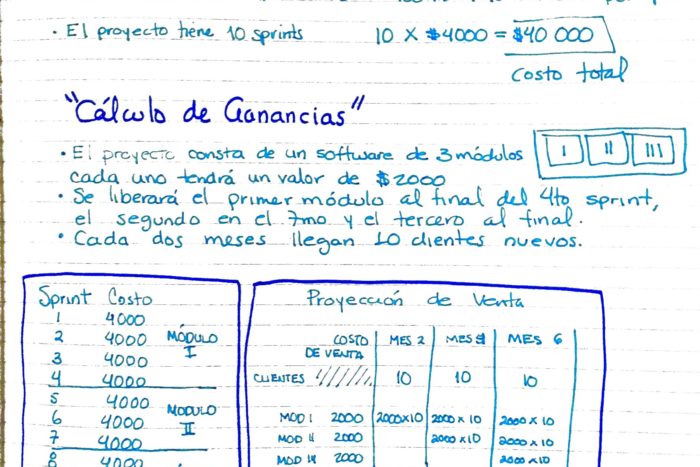 • El proyecto tiene 10 sprints 10 X $4000 = $40 000
costo total
"Cálculo de Ganancias"
• El proyecto consta de un software de 3 módulos I II III
cada uno tendrá un valor de $2000
• Se liberará el primer módulo al final del 4to sprint,
el segundo en el 7mo y el tercero al final.
• Cada dos meses llegan 10 clientes nuevos.
Sprint Costo
1 4000
2 4000 MÓDULO
3 4000 I
4 4000
5 4000
6 4000 MODULO
7 4000 II
8 4000
Proyección de Venta
COSTO DE VENTA MES 2 MES 4 MES 6
CLIENTES 10 10 10
MOD I 2000 2000x10 2000 x 10 2000 x 10
MOD II 2000 2000 x 10 2000 x 10
MOD III 2000 2000 x 10